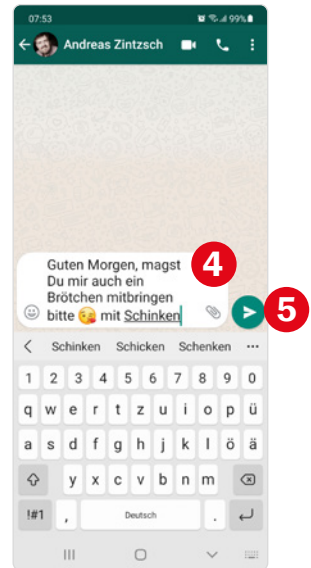 07:53 99%
Andreas Zintzsch
Guten Morgen, magst
Du mir auch ein
Brötchen mitbringen
bitte 😘 mit Schinken
4
5
Schinken Schicken Schenken
1 2 3 4 5 6 7 8 9 0
q w e r t z u i o p ü
a s d f g h j k l ö ä
y x c v b n m
!#1 , Deutsch .